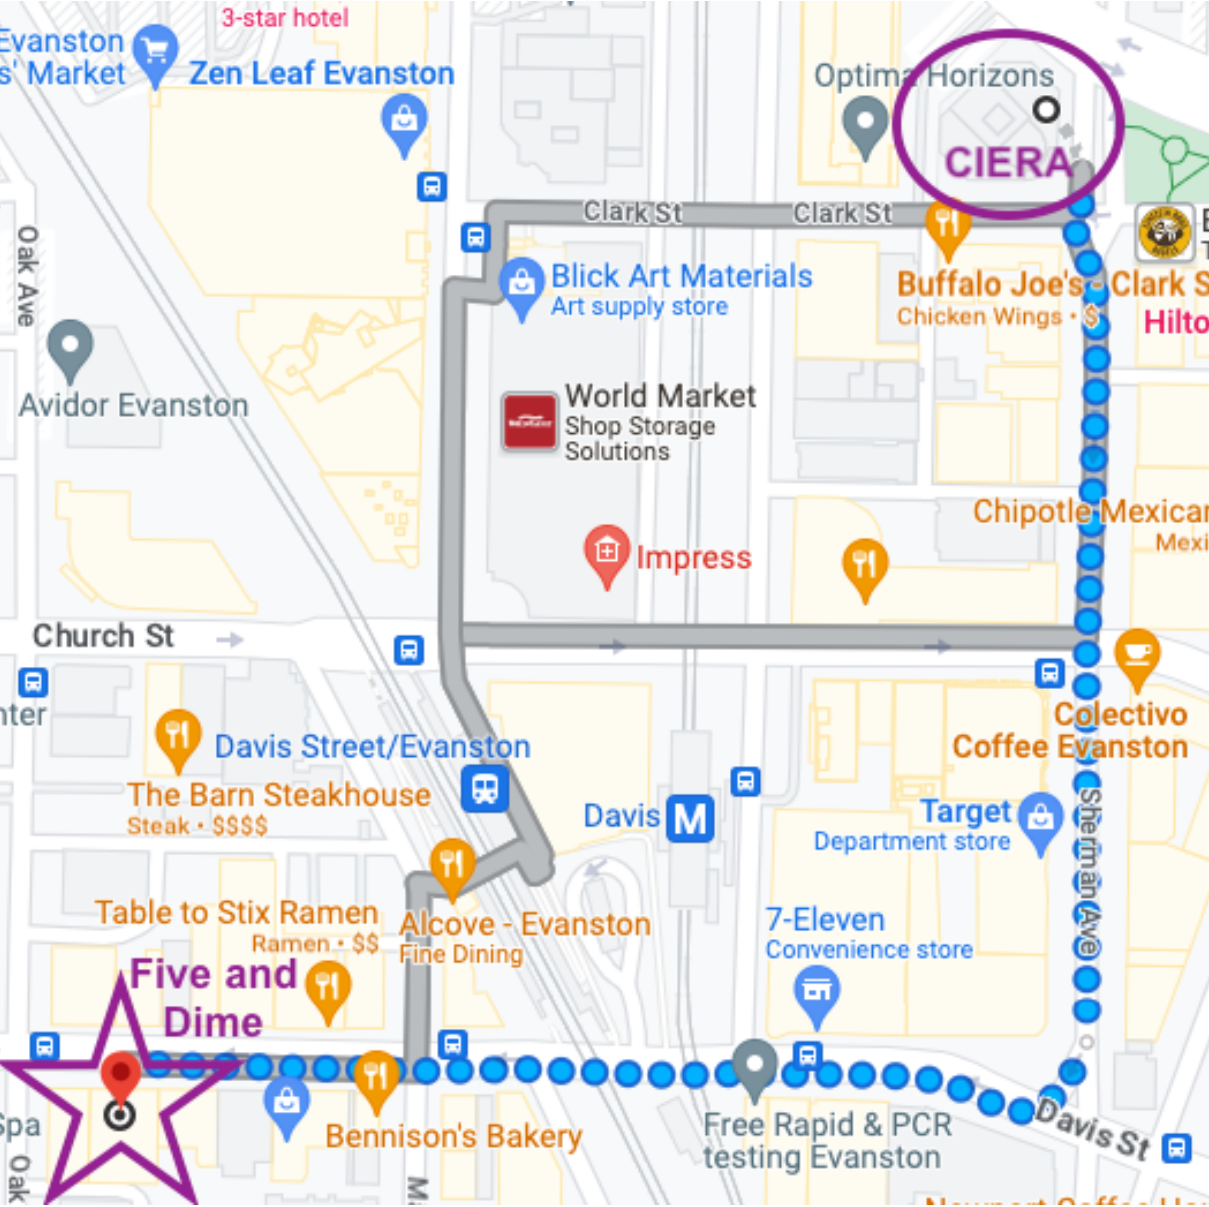 3-star hotel
Evanston
s' Market
Zen Leaf Evanston
Optima Horizons
CIERA
Clark St
Clark St
Oak Ave
Blick Art Materials
Art supply store
Buffalo Joe's - Clark S
Chicken Wings • $
Hilto
Avidor Evanston
World Market
Shop Storage
Solutions
Chipotle Mexican
Mexi
Impress
Church St
nter
Colectivo
Coffee Evanston
Davis Street/Evanston
The Barn Steakhouse
Steak • $$$$
Davis
M
Target
Department store
Sherman Ave
Table to Stix Ramen
Ramen • $$
Alcove - Evanston
Fine Dining
7-Eleven
Convenience store
Five and
Dime
Spa
Bennison's Bakery
Free Rapid & PCR
testing Evanston
Davis St
Oak
Ma